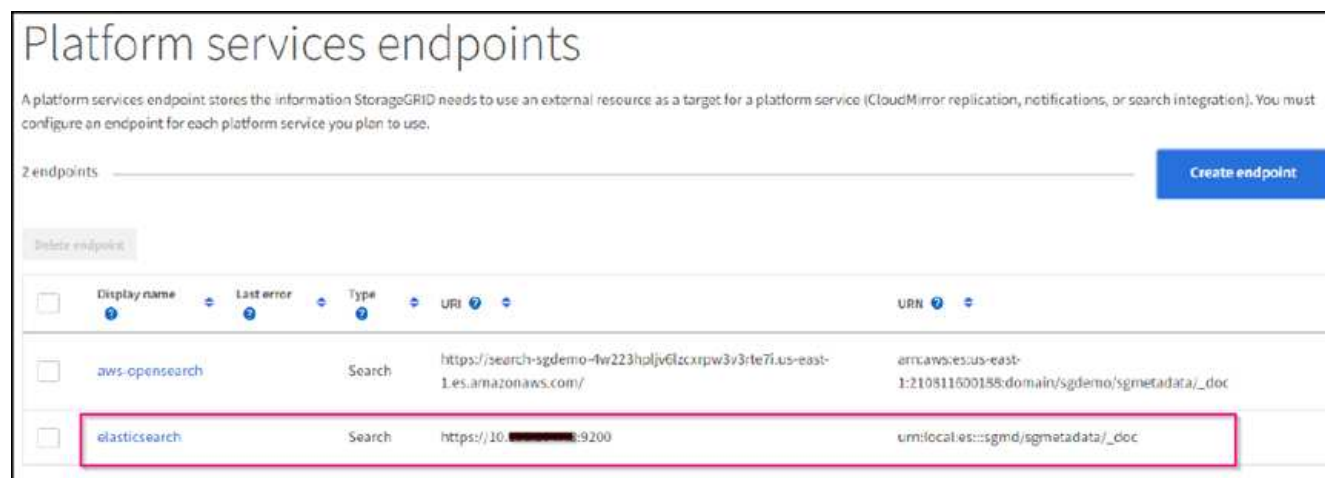 Platform services endpoints
A platform services endpoint stores the information StorageGRID needs to use an external resource as a target for a platform service (CloudMirror replication, notifications, or search integration). You must
configure an endpoint for each platform service you plan to use.
2 endpoints
Create endpoint
Delete endpoint
Display name Last error Type URI URN
aws-opensearch Search https://search-sgdemo-4w223hpljv6lzcxrpw3v3rte7i.us-east-1.es.amazonaws.com/ arn:aws:es:us-east-1:210811600188:domain/sgdemo/sgmetadata/_doc
elasticsearch Search https://10. :9200 urn:local:es:::sgmd/sgmetadata/_doc